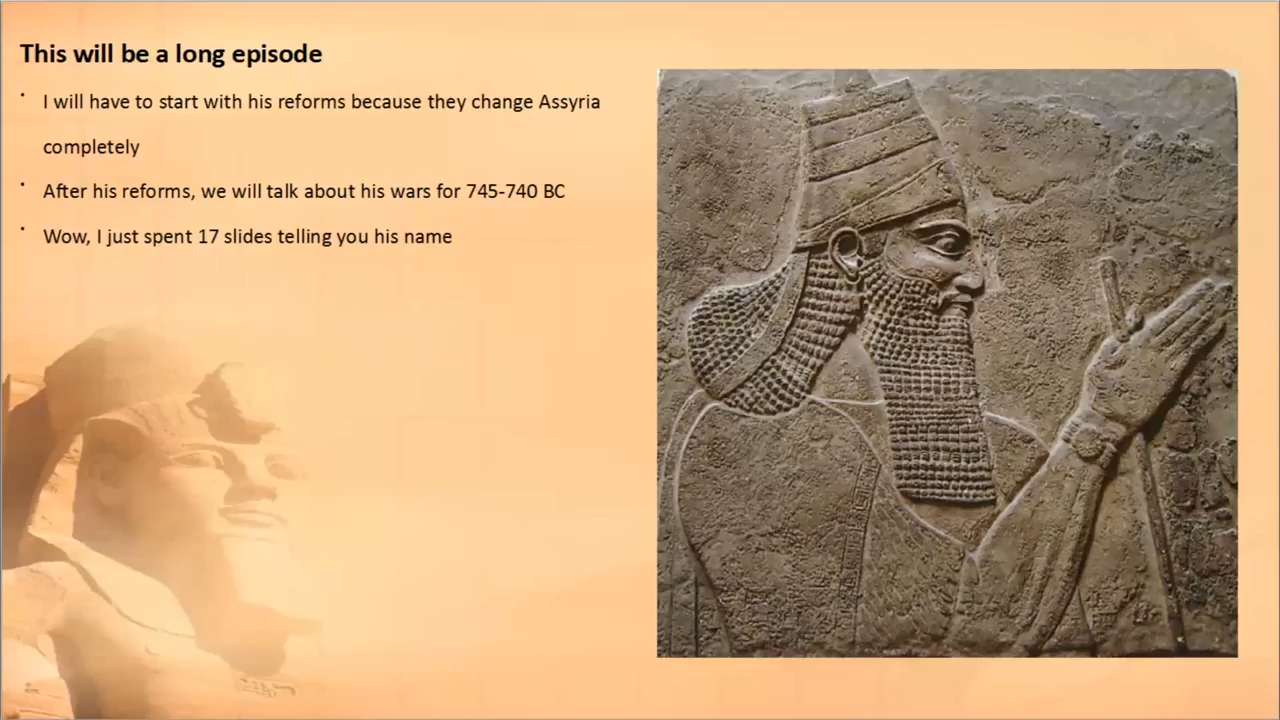 This will be a long episode
• I will have to start with his reforms because they change Assyria
completely
• After his reforms, we will talk about his wars for 745-740 BC
• Wow, I just spent 17 slides telling you his name